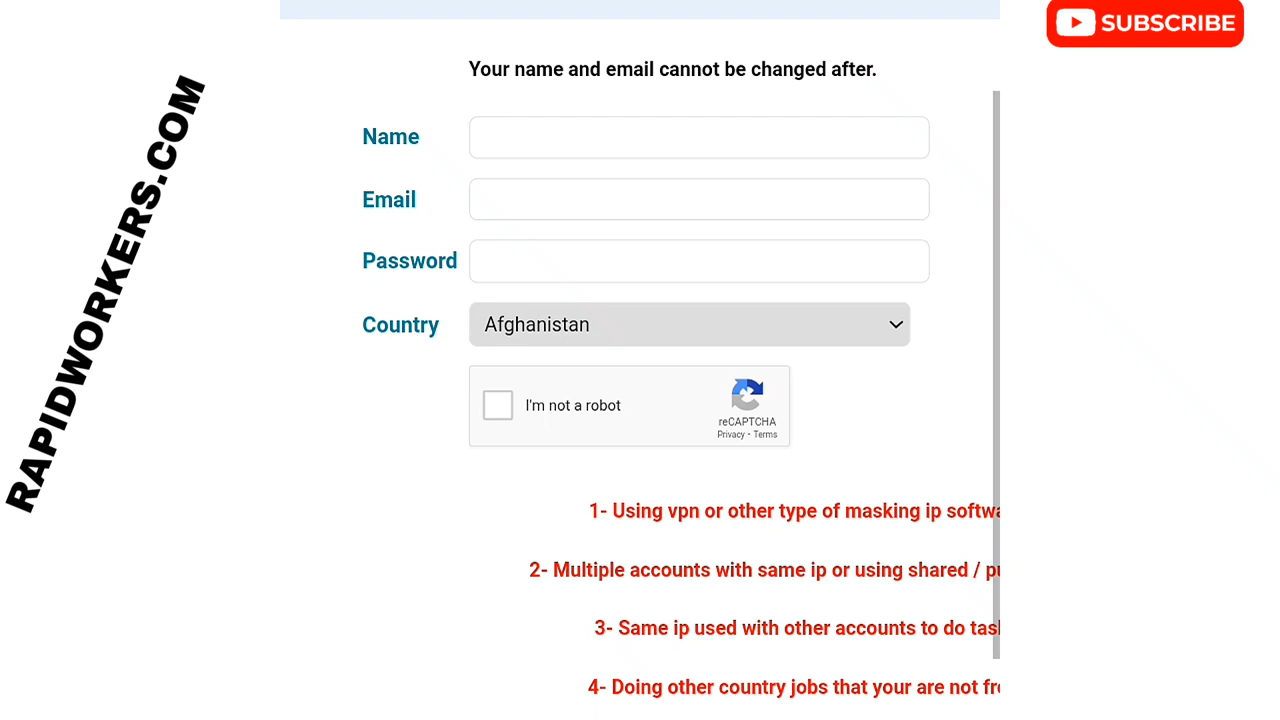 SUBSCRIBE
Your name and email cannot be changed after.
RAPIDWORKERS.COM
Name
Email
Password
Country Afghanistan
I'm not a robot
reCAPTCHA
Privacy - Terms
1- Using vpn or other type of masking ip
2- Multiple accounts with same ip or using shared /
3- Same ip used with other accounts to do
4- Doing other country jobs that your are not